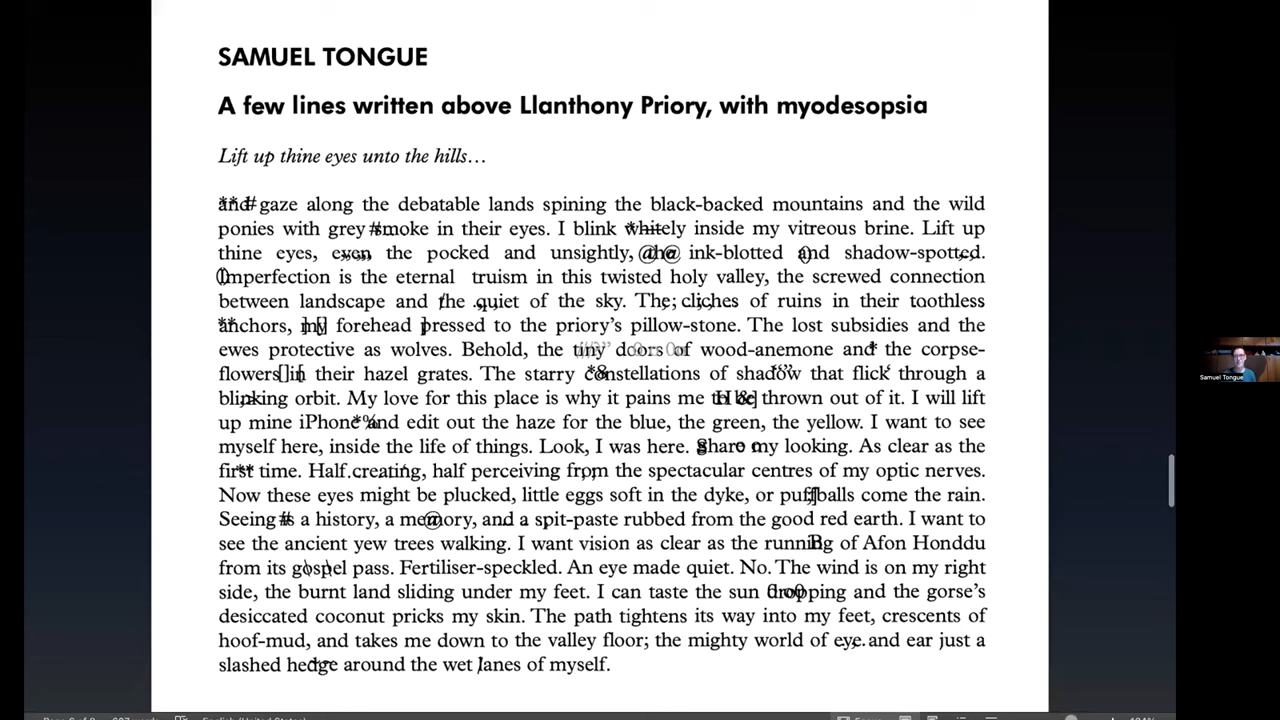 SAMUEL TONGUE
A few lines written above Llanthony Priory, with myodesopsia
Lift up thine eyes unto the hills…
and gaze along the debatable lands spining the black-backed mountains and the wild
ponies with grey smoke in their eyes. I blink whitely inside my vitreous brine. Lift up
thine eyes, even the pocked and unsightly, the ink-blotted and shadow-spotted.
Imperfection is the eternal truism in this twisted holy valley, the screwed connection
between landscape and the quiet of the sky. The cliches of ruins in their toothless
anchors, my forehead pressed to the priory’s pillow-stone. The lost subsidies and the
ewes protective as wolves. Behold, the tiny doors of wood-anemone and the corpse-
flowers in their hazel grates. The starry constellations of shadow that flick through a
blinking orbit. My love for this place is why it pains me to be thrown out of it. I will lift
up mine iPhone and edit out the haze for the blue, the green, the yellow. I want to see
myself here, inside the life of things. Look, I was here. Share my looking. As clear as the
first time. Half creating, half perceiving from the spectacular centres of my optic nerves.
Now these eyes might be plucked, little eggs soft in the dyke, or puffballs come the rain.
Seeing is a history, a memory, and a spit-paste rubbed from the good red earth. I want to
see the ancient yew trees walking. I want vision as clear as the running of Afon Honddu
from its gospel pass. Fertiliser-speckled. An eye made quiet. No. The wind is on my right
side, the burnt land sliding under my feet. I can taste the sun dropping and the gorse’s
desiccated coconut pricks my skin. The path tightens its way into my feet, crescents of
hoof-mud, and takes me down to the valley floor; the mighty world of eye and ear just a
slashed hedge around the wet lanes of myself.
Samuel Tongue